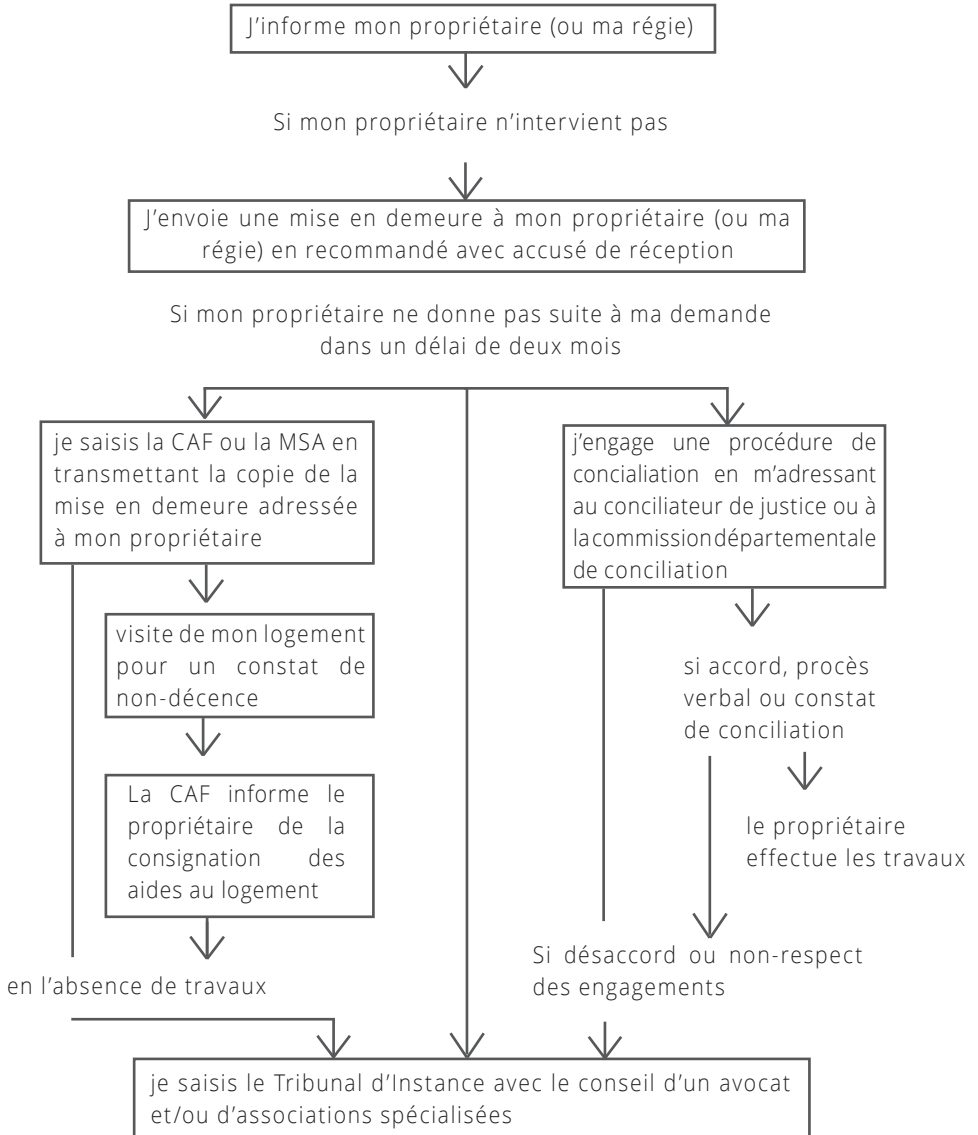 J'informe mon propriétaire (ou ma régie)
Si mon propriétaire n'intervient pas
J'envoie une mise en demeure à mon propriétaire (ou ma
régie) en recommandé avec accusé de réception
Si mon propriétaire ne donne pas suite à ma demande
dans un délai de deux mois
je saisis la CAF ou la MSA en
transmettant la copie de la
mise en demeure adressée
à mon propriétaire
visite de mon logement
pour un constat de
non-décence
La CAF informe le
propriétaire de la
consignation des
aides au logement
en l'absence de travaux
j'engage une procédure de
concialiation en m'adressant
au conciliateur de justice ou à
la commission départementale
de conciliation
si accord, procès
verbal ou constat
de conciliation
le propriétaire
effectue les travaux
Si désaccord ou non-respect
des engagements
je saisis le Tribunal d'Instance avec le conseil d'un avocat
et/ou d'associations spécialisées